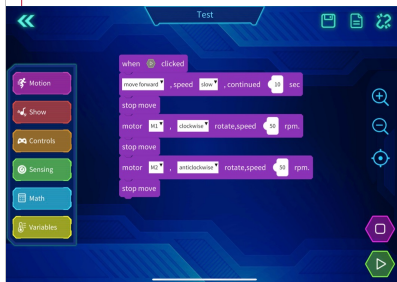 Test
when clicked
move forward , speed slow , continued 10 sec
stop move
motor M1 , clockwise rotate,speed 50 rpm.
stop move
motor M2 , anticlockwise rotate,speed 50 rpm.
stop move
Motion
Show
Controls
Sensing
Math
Variables